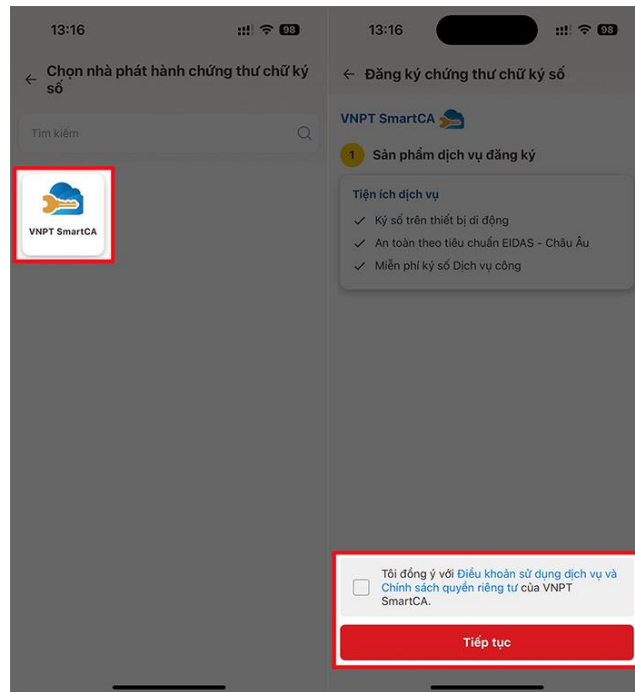 13:16
98
← Chọn nhà phát hành chứng thư chữ ký
số
Tìm kiếm
VNPT SmartCA
13:16
98
← Đăng ký chứng thư chữ ký số
VNPT SmartCA
1 Sản phẩm dịch vụ đăng ký
Tiện ích dịch vụ
✓ Ký số trên thiết bị di động
✓ An toàn theo tiêu chuẩn EIDAS - Châu Âu
✓ Miễn phí ký số Dịch vụ công
Tôi đồng ý với Điều khoản sử dụng dịch vụ và
Chính sách quyền riêng tư của VNPT
SmartCA.
Tiếp tục